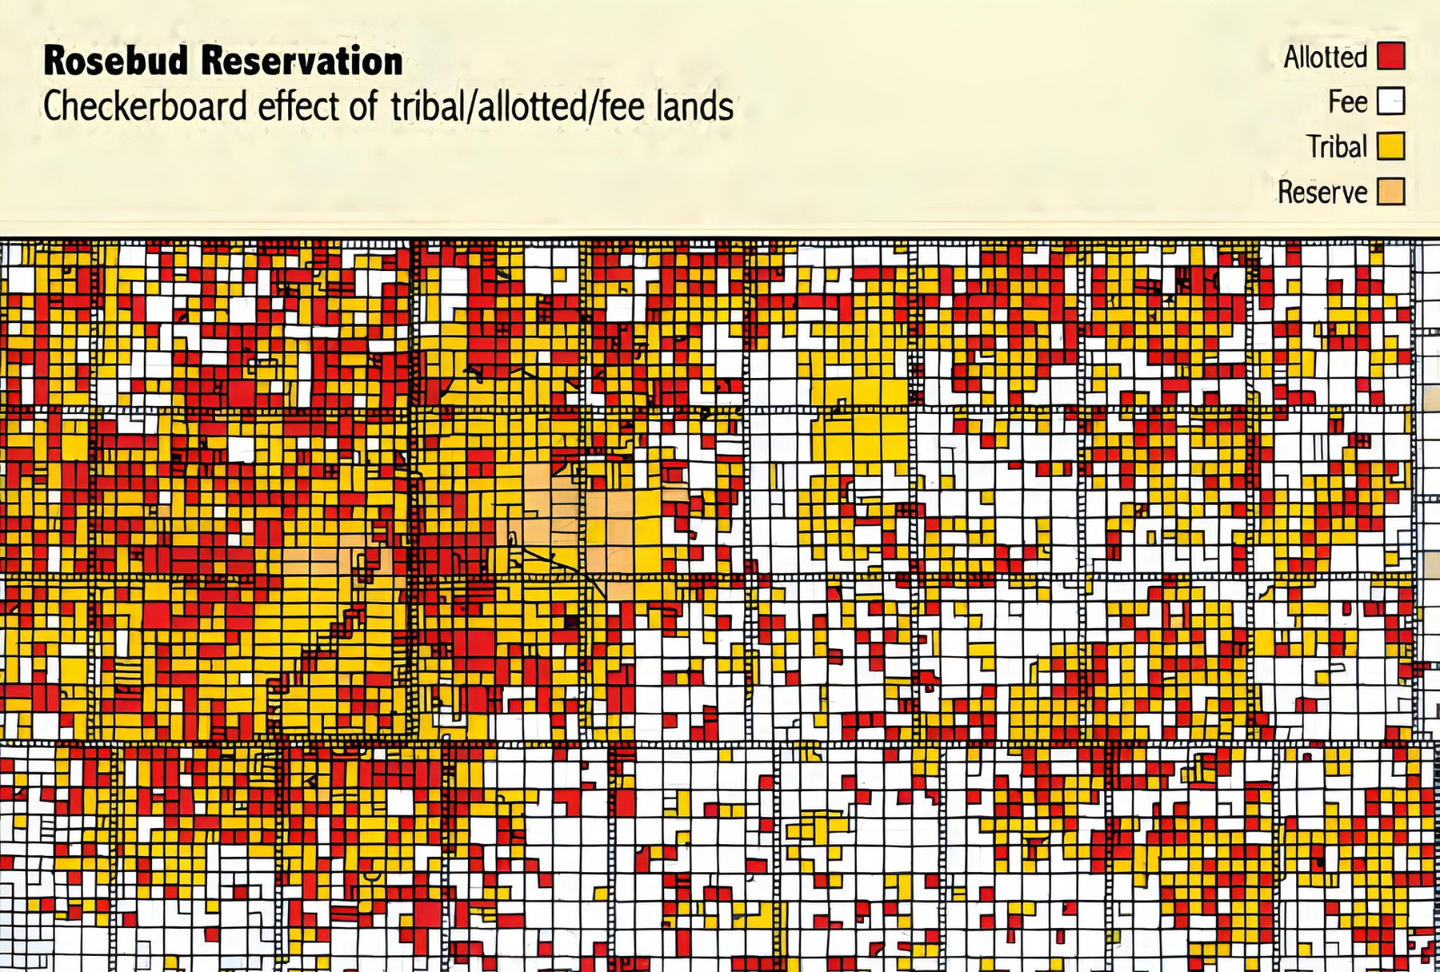 Rosebud Reservation
Checkerboard effect of tribal/allotted/fee lands
Allotted
Fee
Tribal
Reserve